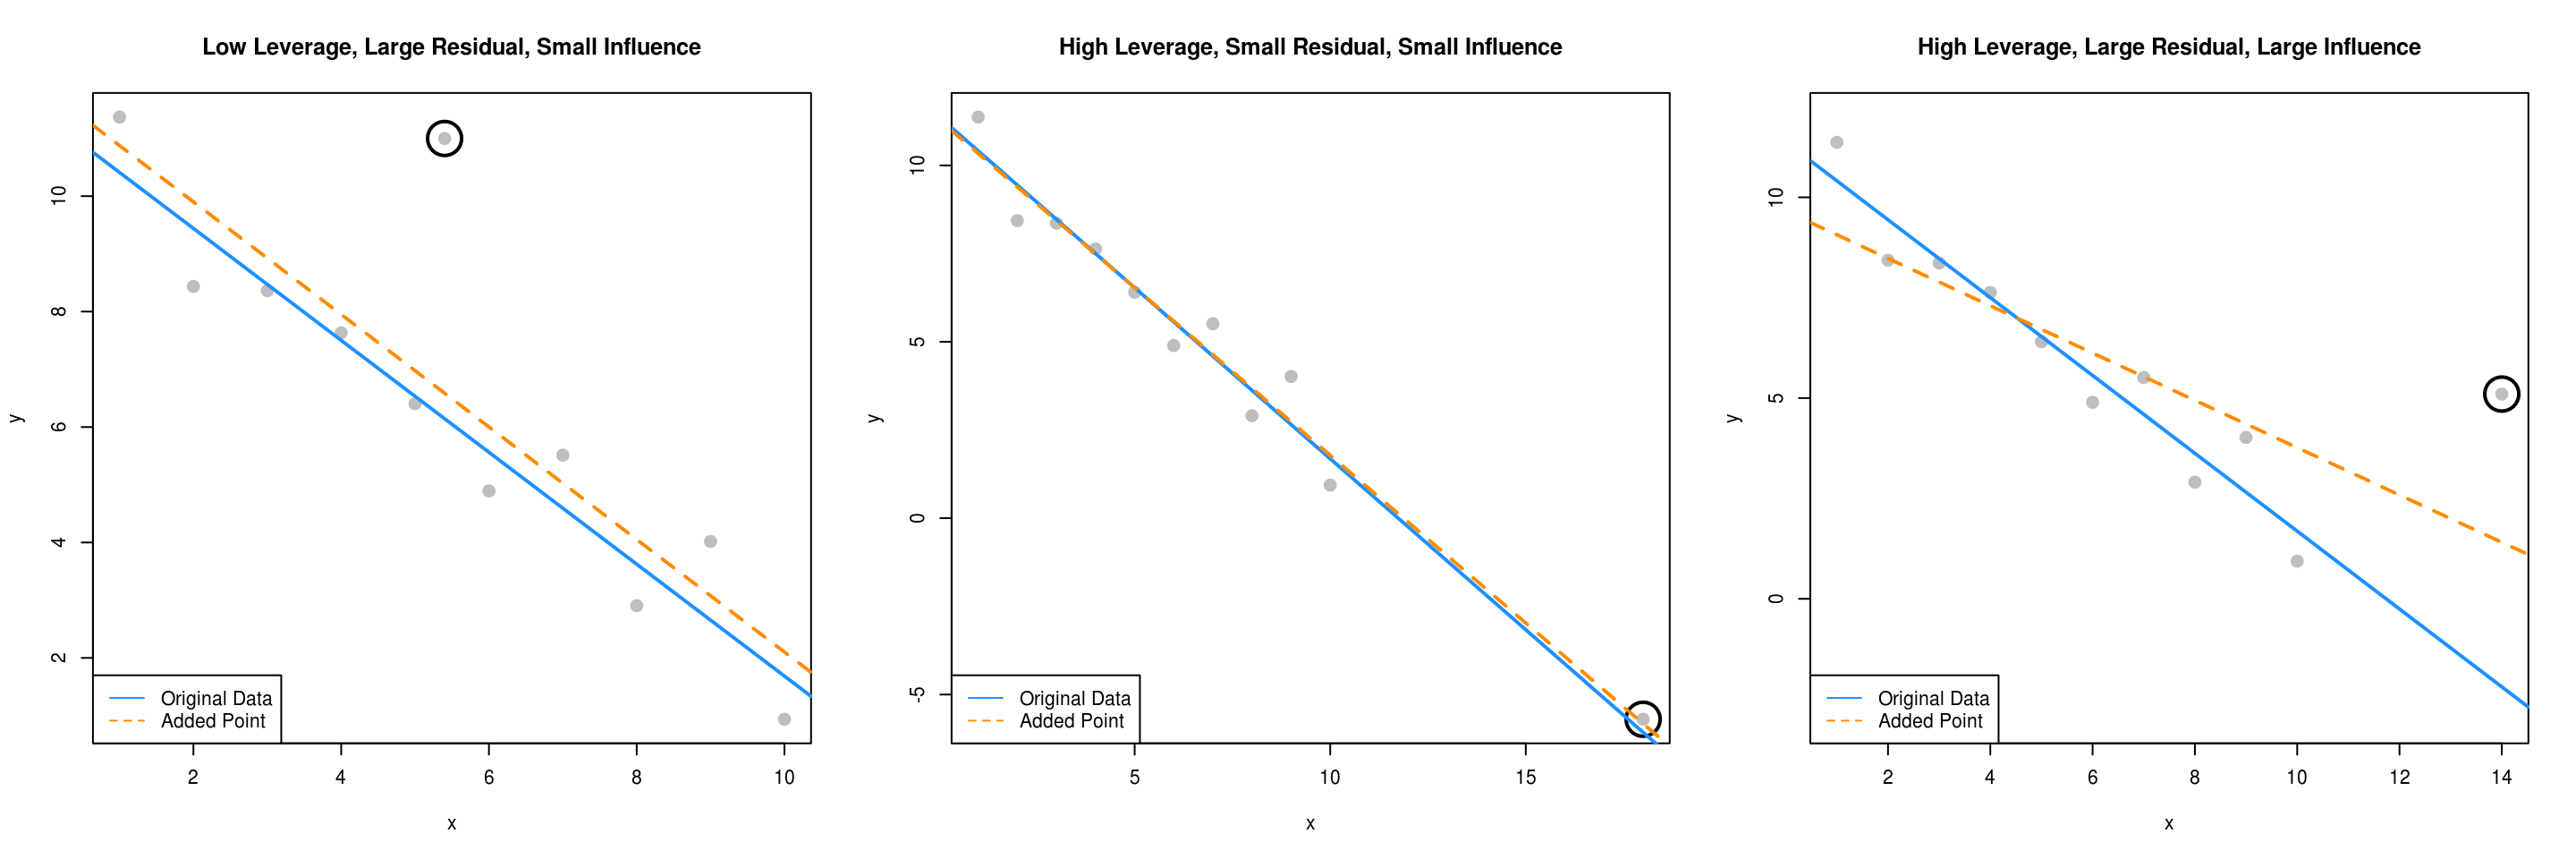 Low Leverage, Large Residual, Small Influence
10
8
6
4
2
y
Original Data
Added Point
2 4 6 8 10
x
High Leverage, Small Residual, Small Influence
10
5
0
-5
y
Original Data
Added Point
5 10 15
x
High Leverage, Large Residual, Large Influence
10
5
0
y
Original Data
Added Point
2 4 6 8 10 12 14
x